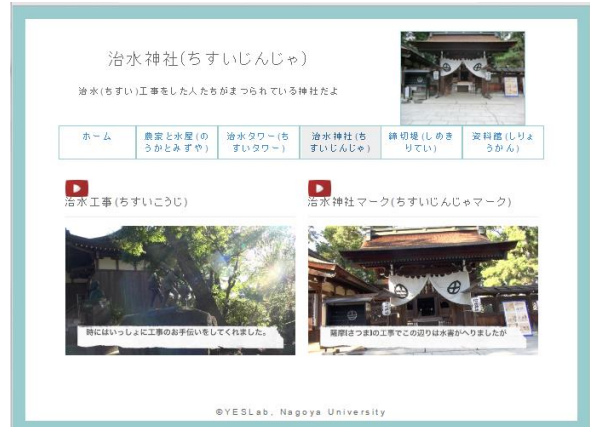 治水神社(ちすいじんじゃ)
治水(ちすい)工事をした人たちがまつられている神社だよ
ホーム
農家と水屋(の
うかとみずや)
治水タワー(ち
すいタワー)
治水神社(ち
すいじんじゃ)
締切堤(しめき
りてい)
資料館(しりょ
うかん)
治水工事(ちすいこうじ)
治水神社マーク(ちすいじんじゃマーク)
時にはいっしょに工事のお手伝いをしてくれました。
薩摩(さつま)の工事でこの辺りは水害がへりましたが
©YESLab, Nagoya University